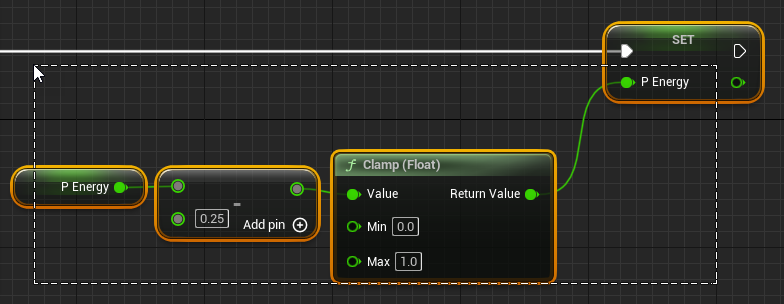 SET
P Energy
ƒ Clamp (Float)
P Energy
-
0.25
Add pin
Value
Return Value
Min 0.0
Max 1.0